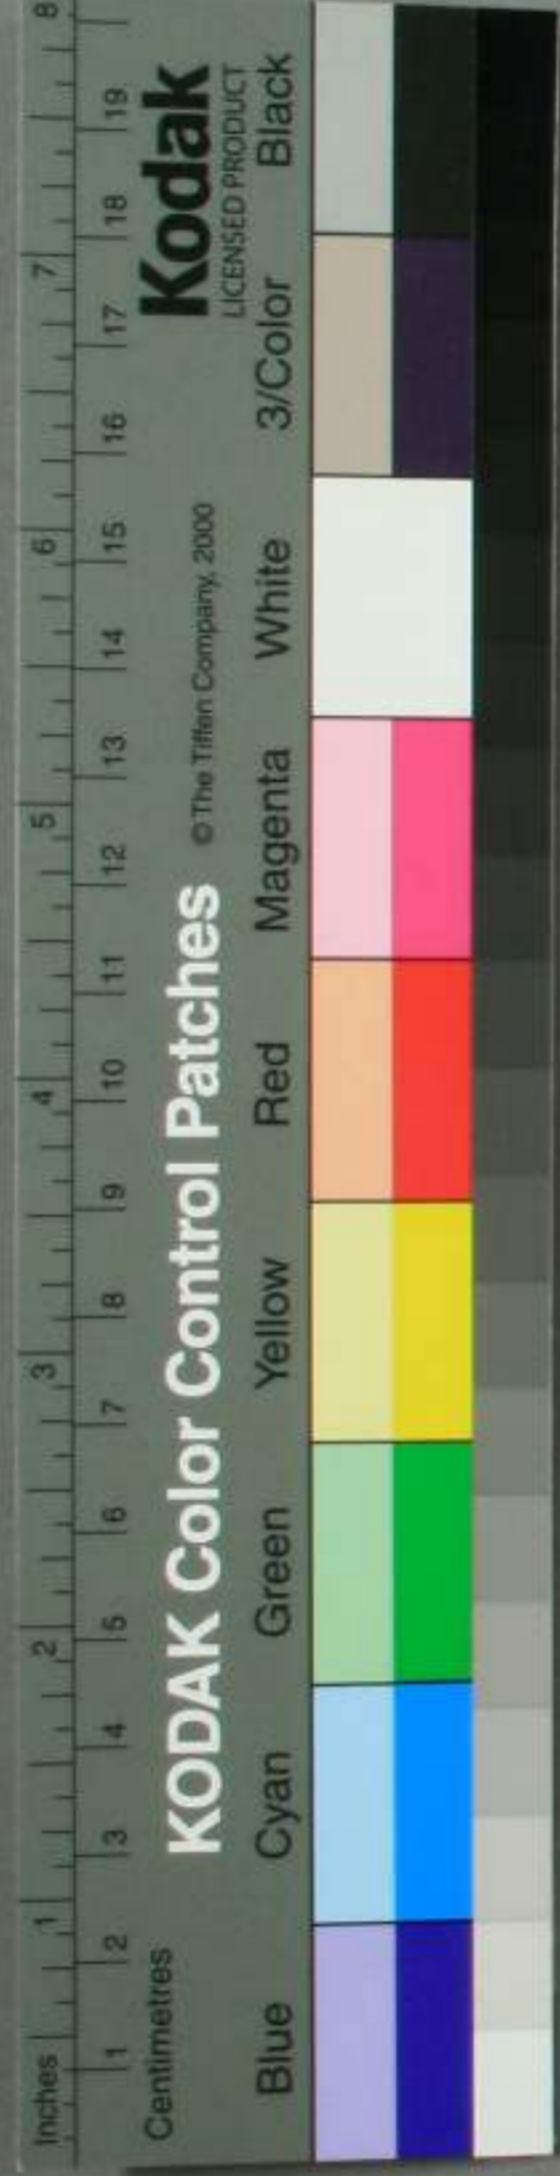 Inches 1 2 3 4 5 6 7 8
1 2 3 4 5 6 7 8 9 10 11 12 13 14 15 16 17 18 19
Centimetres
KODAK Color Control Patches
© The Tiffen Company, 2000
Kodak
LICENSED PRODUCT
Blue Cyan Green Yellow Red Magenta White 3/Color Black